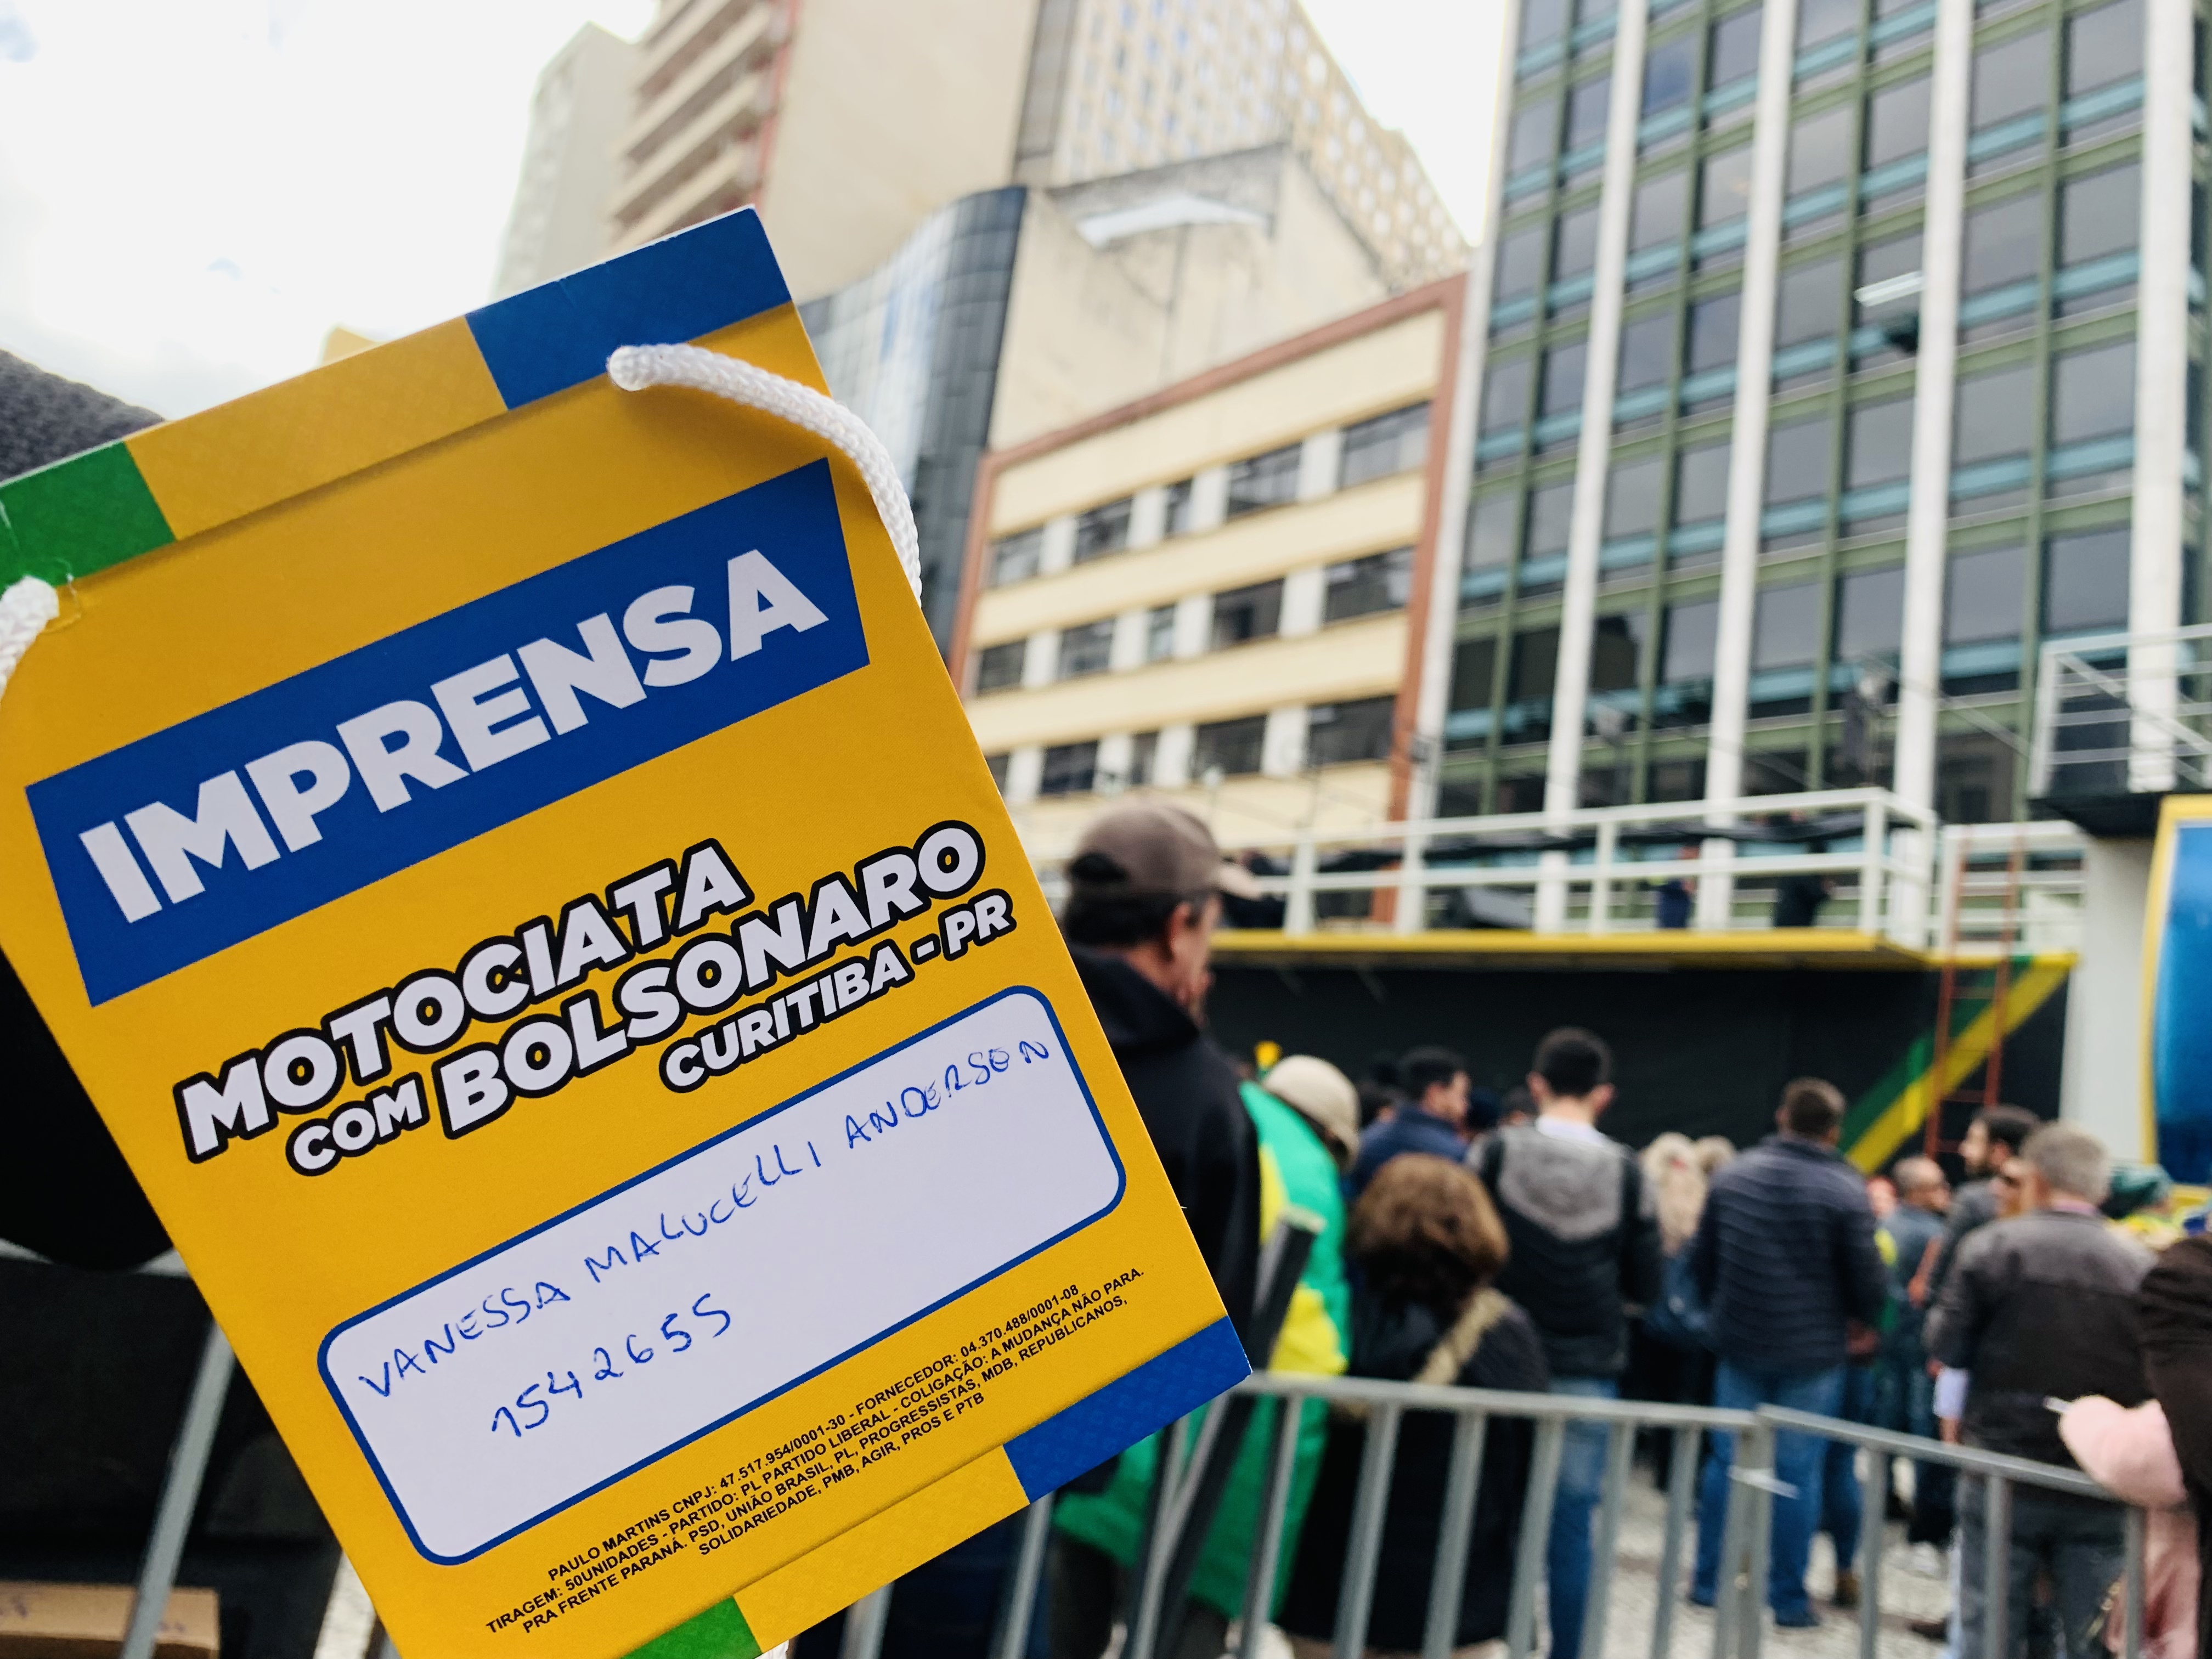 IMPRENSA
MOTOCIATA
COM BOLSONARO
CURITIBA - PR
VANESSA MALUCELLI ANDERSEN
1542655
PAULO MARTINS CNPJ: 47.517.954/0001-30 - FORNECEDOR: 04.370.488/0001-08
TIRAGEM: 50UNIDADES - PARTIDO: PL PARTIDO LIBERAL - COLIGAÇÃO: A MUDANÇA NÃO PARA.
PRA FRENTE PARANÁ. PSD, UNIÃO BRASIL, PL, PROGRESSISTAS, MDB, REPUBLICANOS,
SOLIDARIEDADE, PMB, AGIR, PROS E PTB